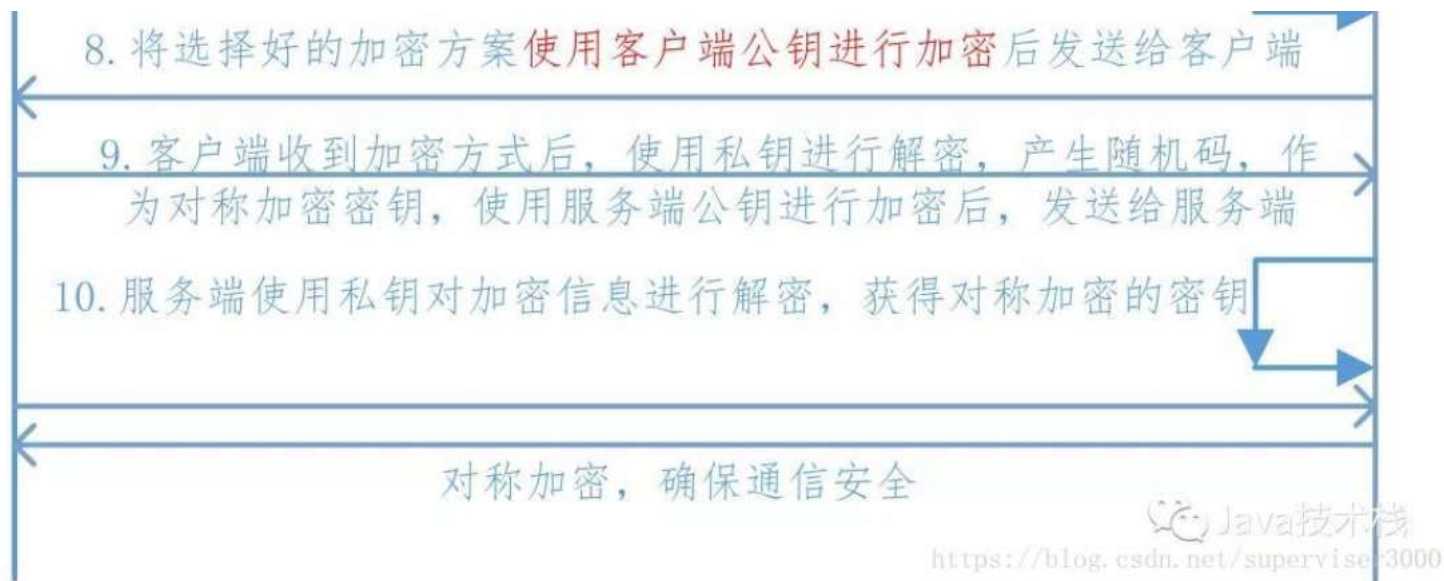 8.将选择好的加密方案使用客户端公钥进行加密后发送给客户端
9.客户端收到加密方式后，使用私钥进行解密，产生随机码，作
为对称加密密钥，使用服务端公钥进行加密后，发送给服务端
10.服务端使用私钥对加密信息进行解密，获得对称加密的密钥
对称加密，确保通信安全
Java技术栈
https://blog.csdn.net/superviser3000